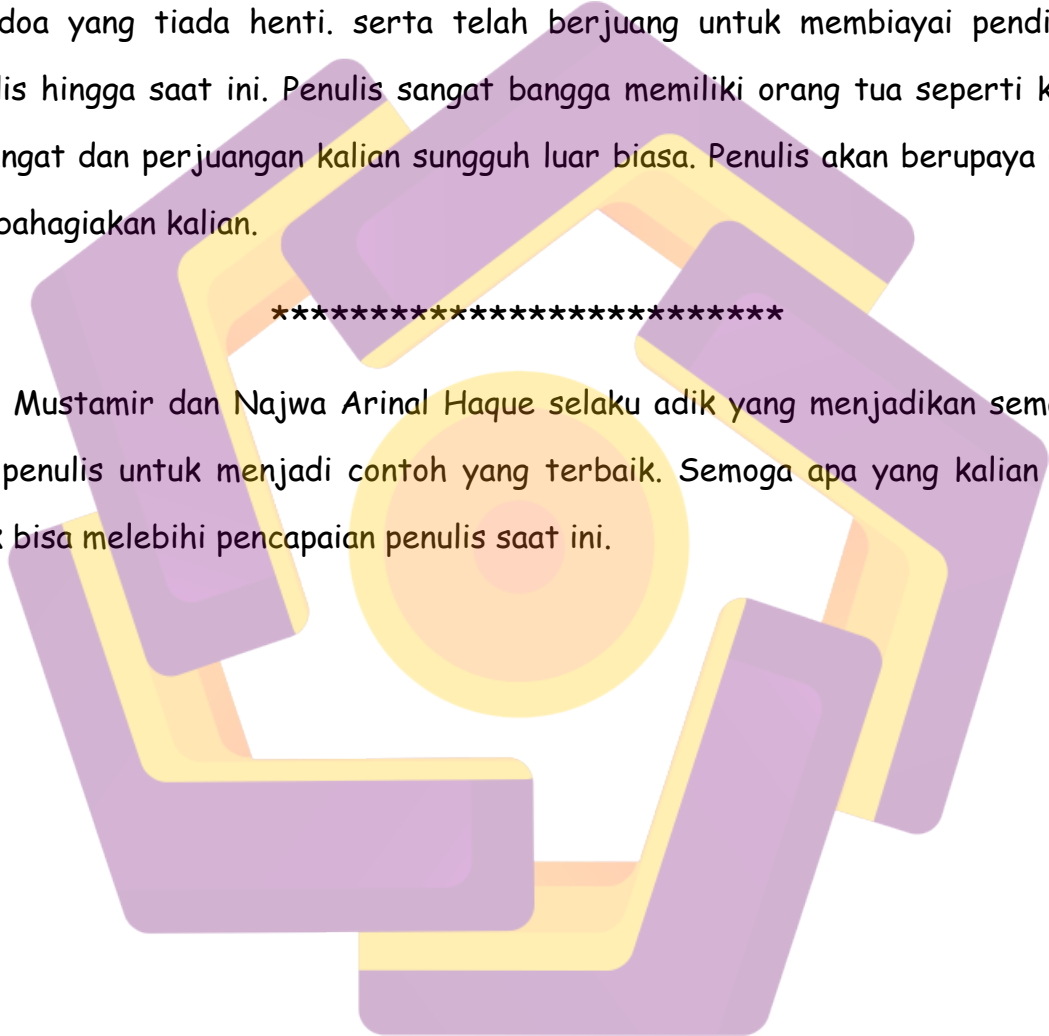 doa yang tiada henti. serta telah berjuang untuk membiayai pendi
lis hingga saat ini. Penulis sangat bangga memiliki orang tua seperti k
ngat dan perjuangan kalian sungguh luar biasa. Penulis akan berupaya
bahagiakan kalian.
**************************
Mustamir dan Najwa Arinal Haque selaku adik yang menjadikan sem
penulis untuk menjadi contoh yang terbaik. Semoga apa yang kalian
bisa melebihi pencapaian penulis saat ini.